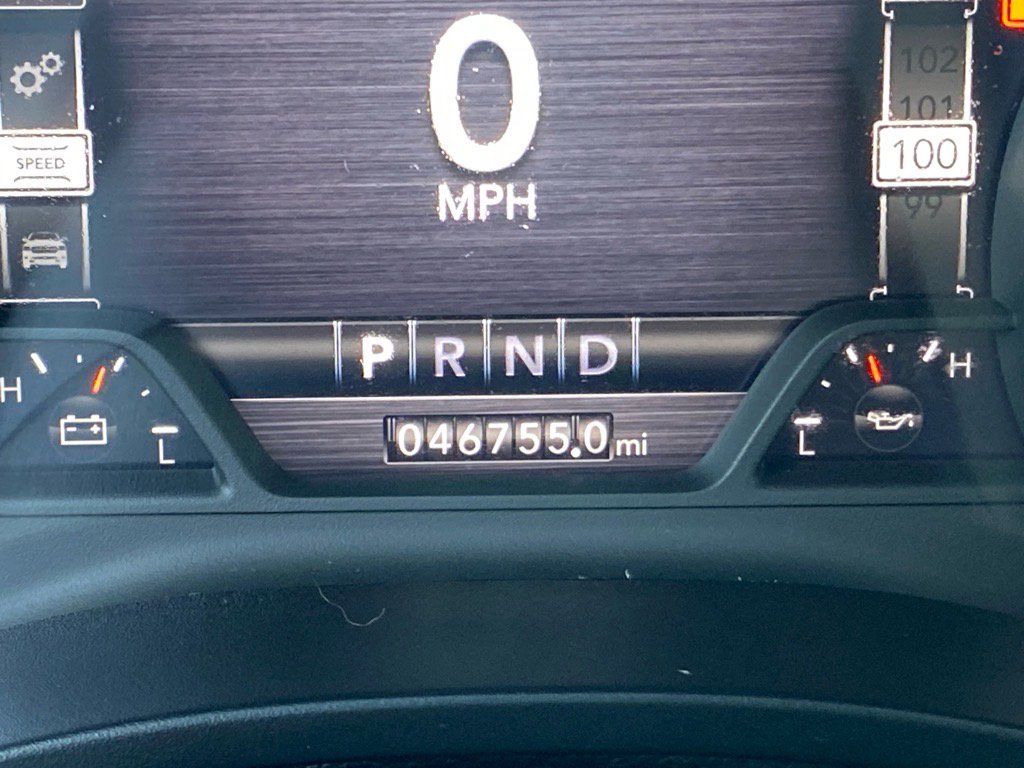 0
MPH
SPEED
102
101
100
99
P R N D
H
L
046755.0 mi
L
H